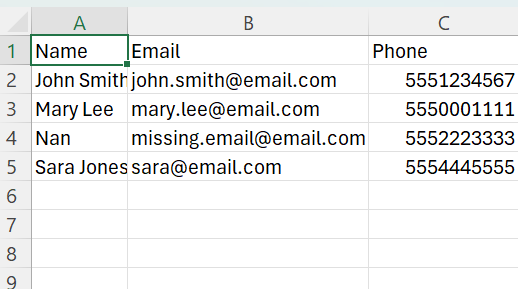 A B C
1 Name Email Phone
2 John Smith john.smith@email.com 5551234567
3 Mary Lee mary.lee@email.com 5550001111
4 Nan missing.email@email.com 5552223333
5 Sara Jones sara@email.com 5554445555
6
7
8
9